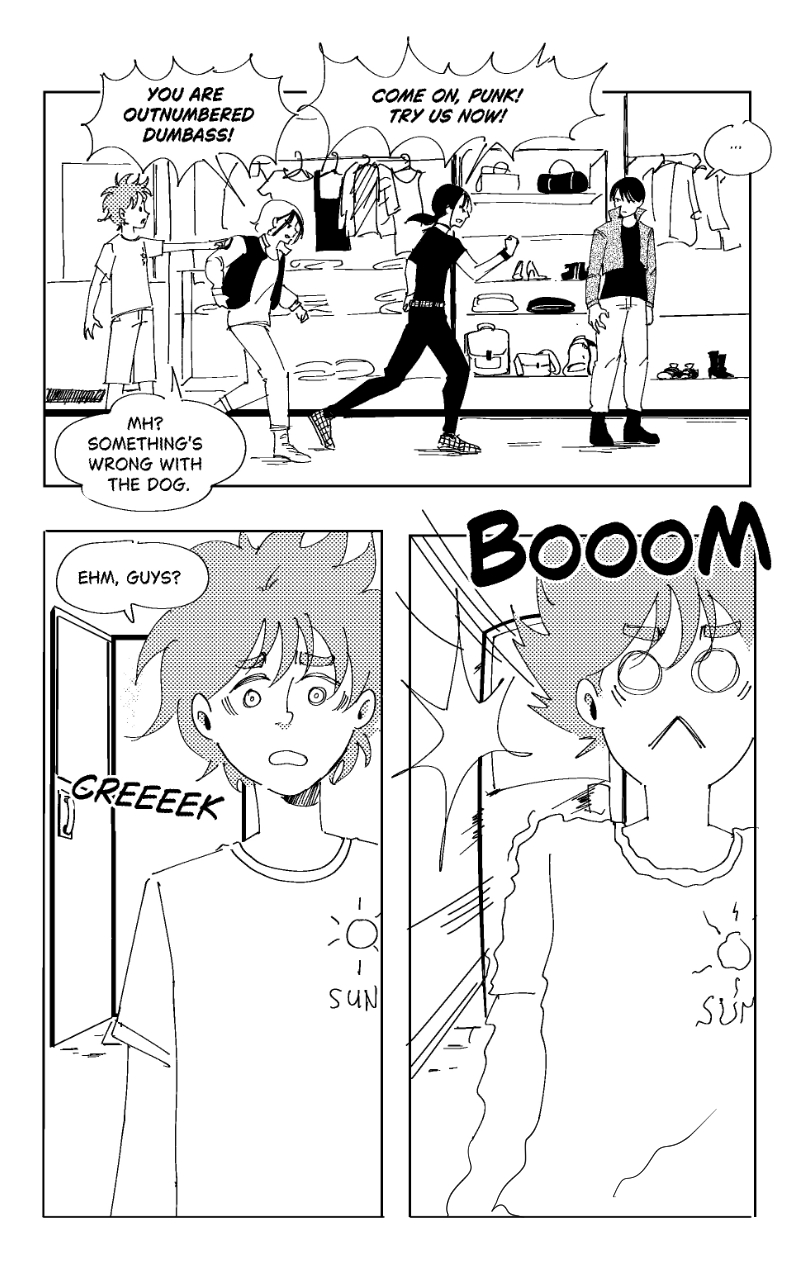 YOU ARE
OUTNUMBERED
DUMBASS!
COME ON, PUNK!
TRY US NOW!
...
MH?
SOMETHING'S
WRONG WITH
THE DOG.
EHM, GUYS?
CREEEEK
SUN
BOOOM
SUN